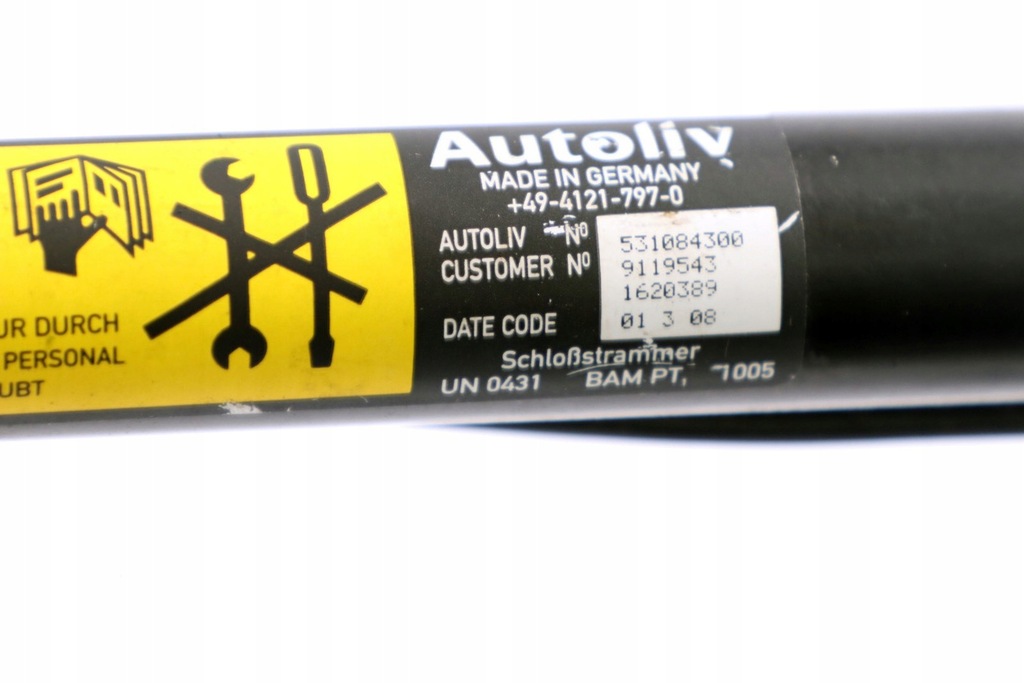 UR DURCH
PERSONAL
UBT
Autoliv
MADE IN GERMANY
+49-4121-797-0
AUTOLIV Nº 531084300
CUSTOMER Nº 9119543
1620389
DATE CODE 01 3 08
Schloßstrammer
UN 0431 BAM PT, 1005